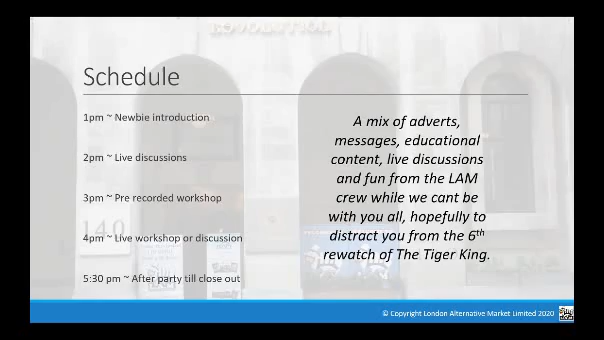 REVOLUTION
Schedule
1pm ~ Newbie introduction
2pm ~ Live discussions
3pm ~ Pre recorded workshop
4pm ~ Live workshop or discussion
5:30 pm ~ After party till close out
A mix of adverts,
messages, educational
content, live discussions
and fun from the LAM
crew while we cant be
with you all, hopefully to
distract you from the 6th
rewatch of The Tiger King.
140
© Copyright London Alternative Market Limited 2020